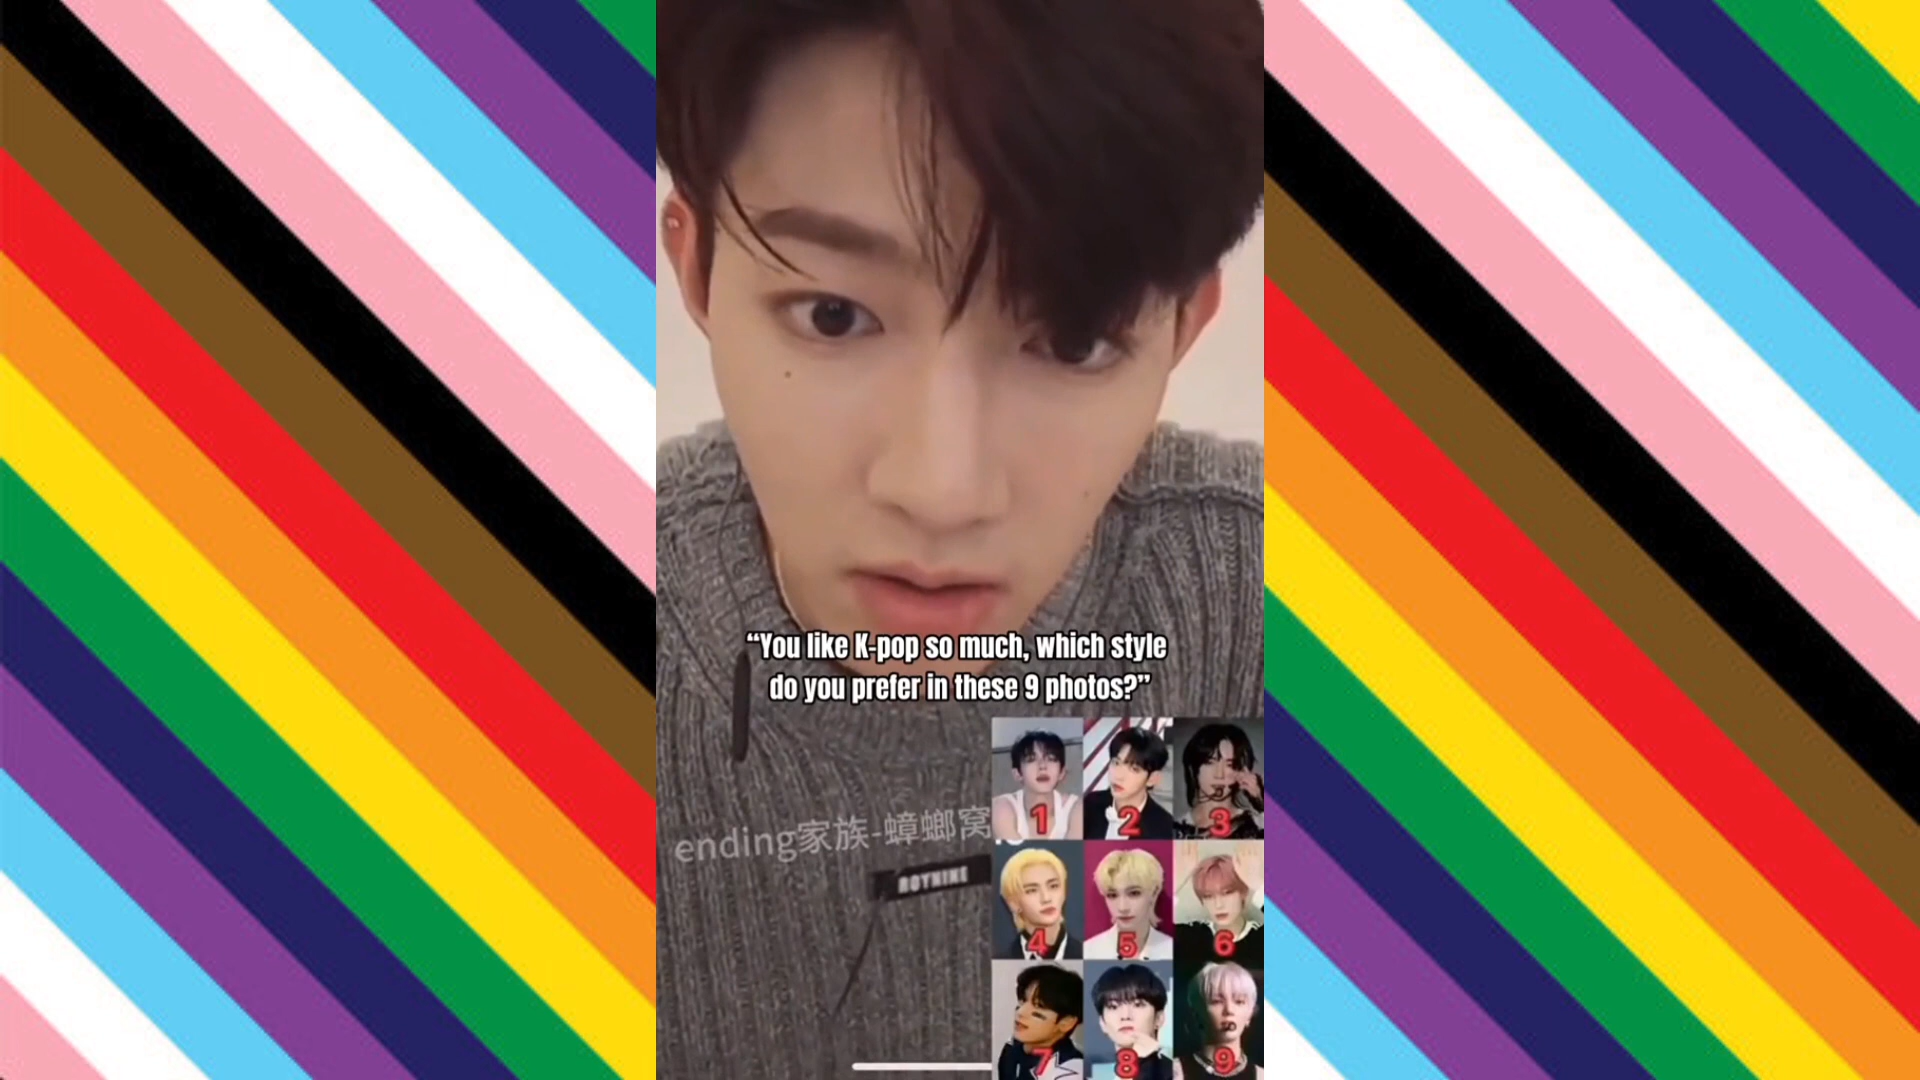 “You like K-pop so much, which style
do you prefer in these 9 photos?”
1 2 3
ending家族-蟑螂窝
4 5 6
7 8 9